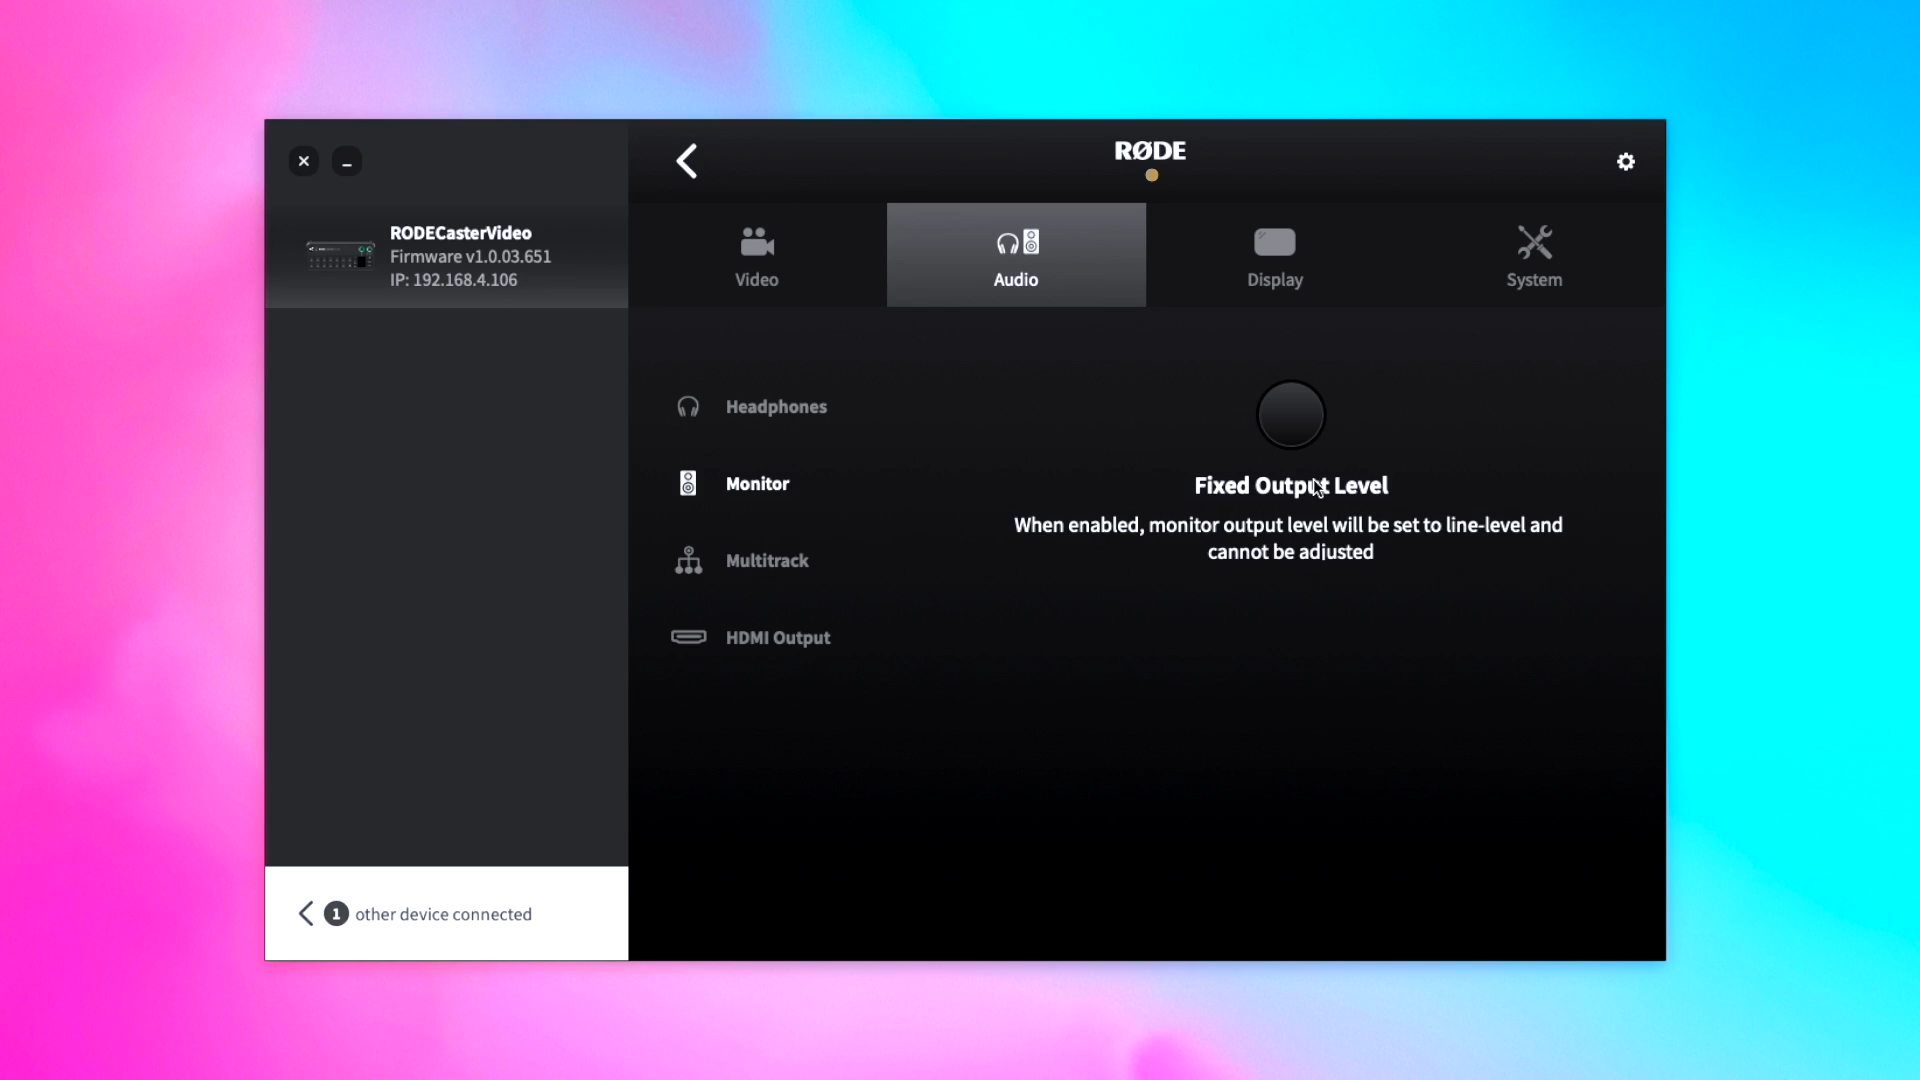 RØDE
RODECasterVideo
Firmware v1.0.03.651
IP: 192.168.4.106
Video
Audio
Display
System
Headphones
Monitor
Multitrack
HDMI Output
Fixed Output Level
When enabled, monitor output level will be set to line-level and
cannot be adjusted
1 other device connected